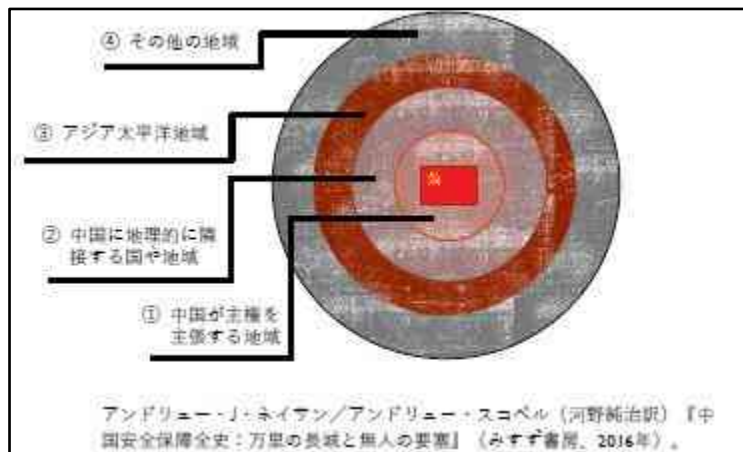 ④ その他の地域
③ アジア太平洋地域
② 中国に地理的に隣
接する国や地域
① 中国が主権を
主張する地域
アンドリュー・J・ネイサン／アンドリュー・スコベル（河野純治訳）『中
国安全保障全史：万里の長城と無人の要塞』（みすず書房、2016年）。